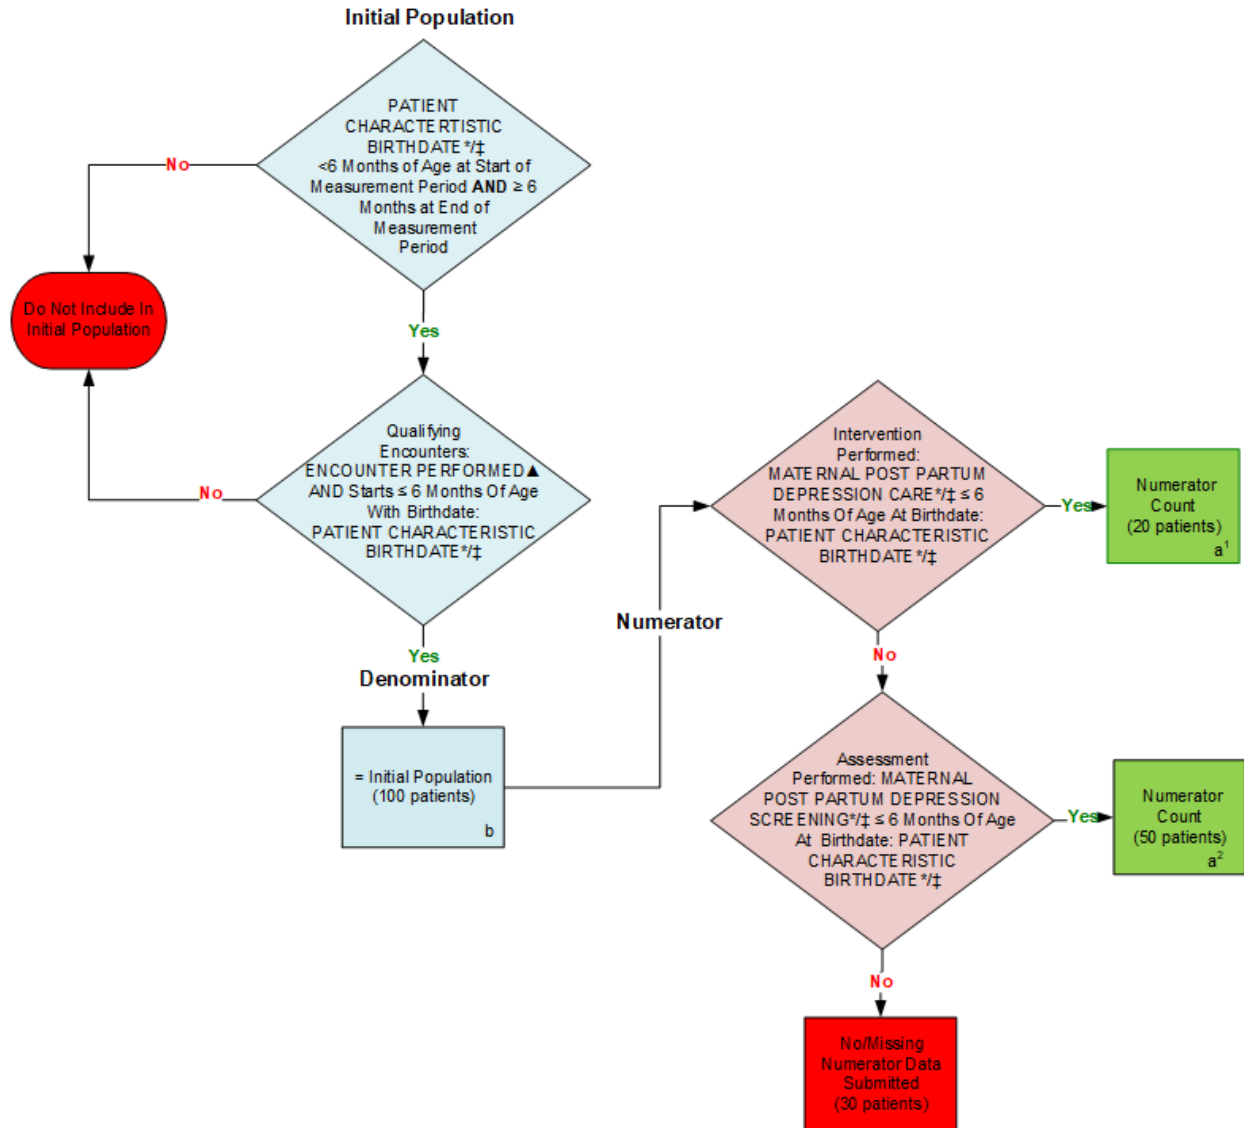 Initial Population
PATIENT
CHARACTERTISTIC
BIRTHDATE */‡
<6 Months of Age at Start of
Measurement Period AND ≥ 6
Months at End of
Measurement
Period
No
Do Not Include In
Initial Population
Yes
Qualifying
Encounters:
ENCOUNTER PERFORMED▲
AND Starts ≤ 6 Months Of Age
With Birthdate:
PATIENT CHARACTERISTIC
BIRTHDATE*/‡
No
Yes
Denominator
= Initial Population
(100 patients)
b
Numerator
Intervention
Performed:
MATERNAL POST PARTUM
DEPRESSION CARE*/‡ ≤ 6
Months Of Age At Birthdate:
PATIENT CHARACTERISTIC
BIRTHDATE*/‡
Yes
Numerator
Count
(20 patients)
a¹
No
Assessment
Performed: MATERNAL
POST PARTUM DEPRESSION
SCREENING*/‡ ≤ 6 Months Of Age
At Birthdate: PATIENT
CHARACTERISTIC
BIRTHDATE*/‡
Yes
Numerator
Count
(50 patients)
a²
No
No/Missing
Numerator Data
Submitted
(30 patients)